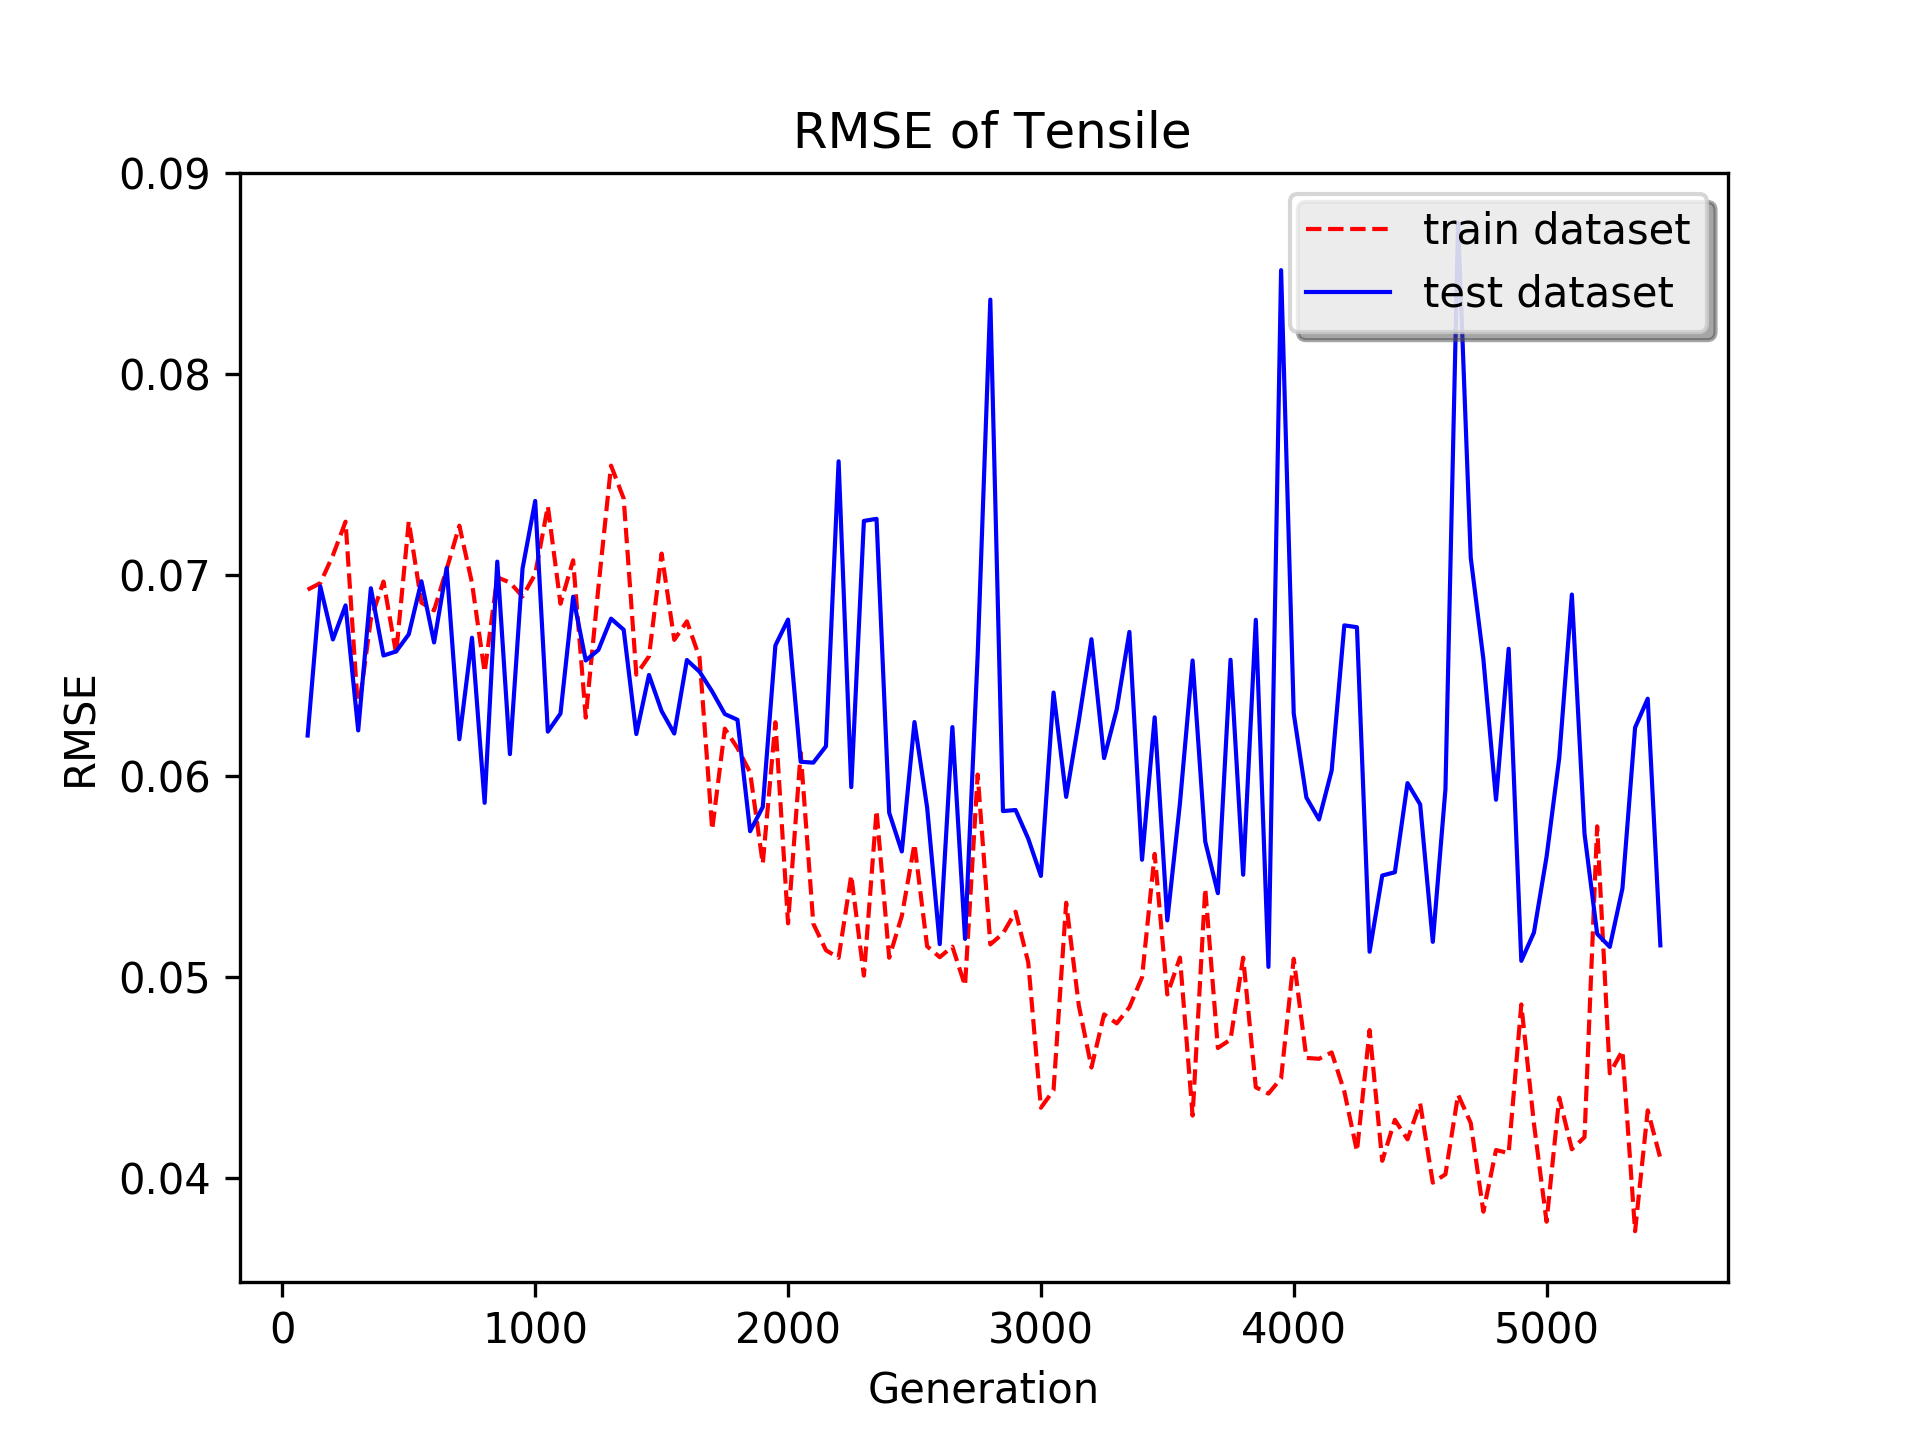 RMSE of Tensile
train dataset
test dataset
0.09
0.08
0.07
0.06
0.05
0.04
RMSE
0 1000 2000 3000 4000 5000
Generation